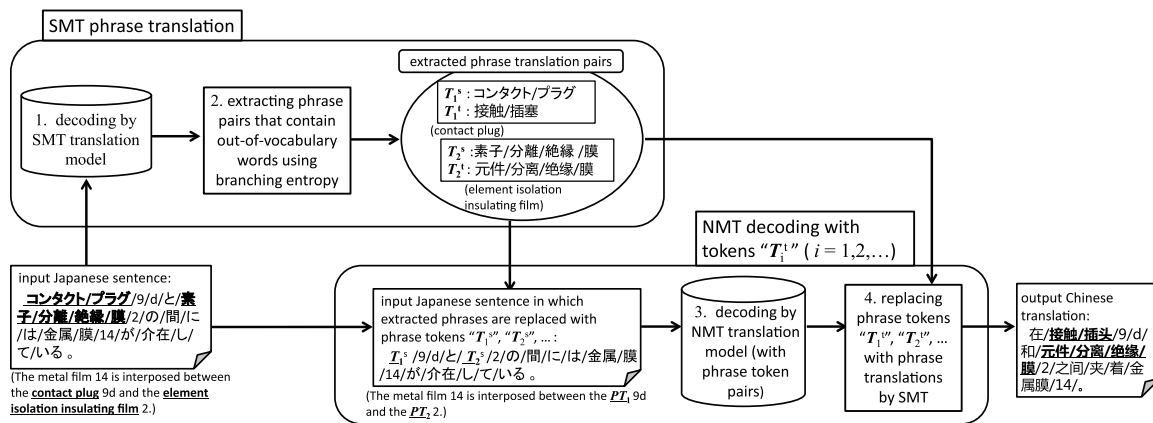 SMT phrase translation
1. decoding by
SMT translation
model
2. extracting phrase
pairs that contain
out-of-vocabulary
words using
branching entropy
extracted phrase translation pairs
T₁ˢ : コンタクト/プラグ
T₁ᵗ : 接触/插塞
(contact plug)
T₂ˢ :素子/分離/絶縁 /膜
T₂ᵗ : 元件/分离/绝缘/膜
(element isolation
insulating film)
NMT decoding with
tokens “Tᵢᵗ” ( i = 1,2,…)
input Japanese sentence:
コンタクト/プラグ/9/d/と/素
子/分離/絶縁/膜/2/の/間/に
/は/金属/膜/14/が/介在/し/
て/いる 。
(The metal film 14 is interposed between
the contact plug 9d and the element
isolation insulating film 2.)
input Japanese sentence in which
extracted phrases are replaced with
phrase tokens “T₁ˢ”, “T₂ˢ”, … :
T₁ˢ /9/d/と/ T₂ˢ /2/の/間/に/は/金属/膜
/14/が/介在/し/て/いる 。
(The metal film 14 is interposed between the PT₁ 9d
and the PT₂ 2.)
3. decoding by
NMT translation
model (with
phrase token
pairs)
4. replacing
phrase tokens
“T₁ᵗ”, “T₂ᵗ”, …
with phrase
translations
by SMT
output Chinese
translation:
在/接触/插头/9/d/
和/元件/分离/绝缘/
膜/2/之间/夹/着/金
属膜/14/。